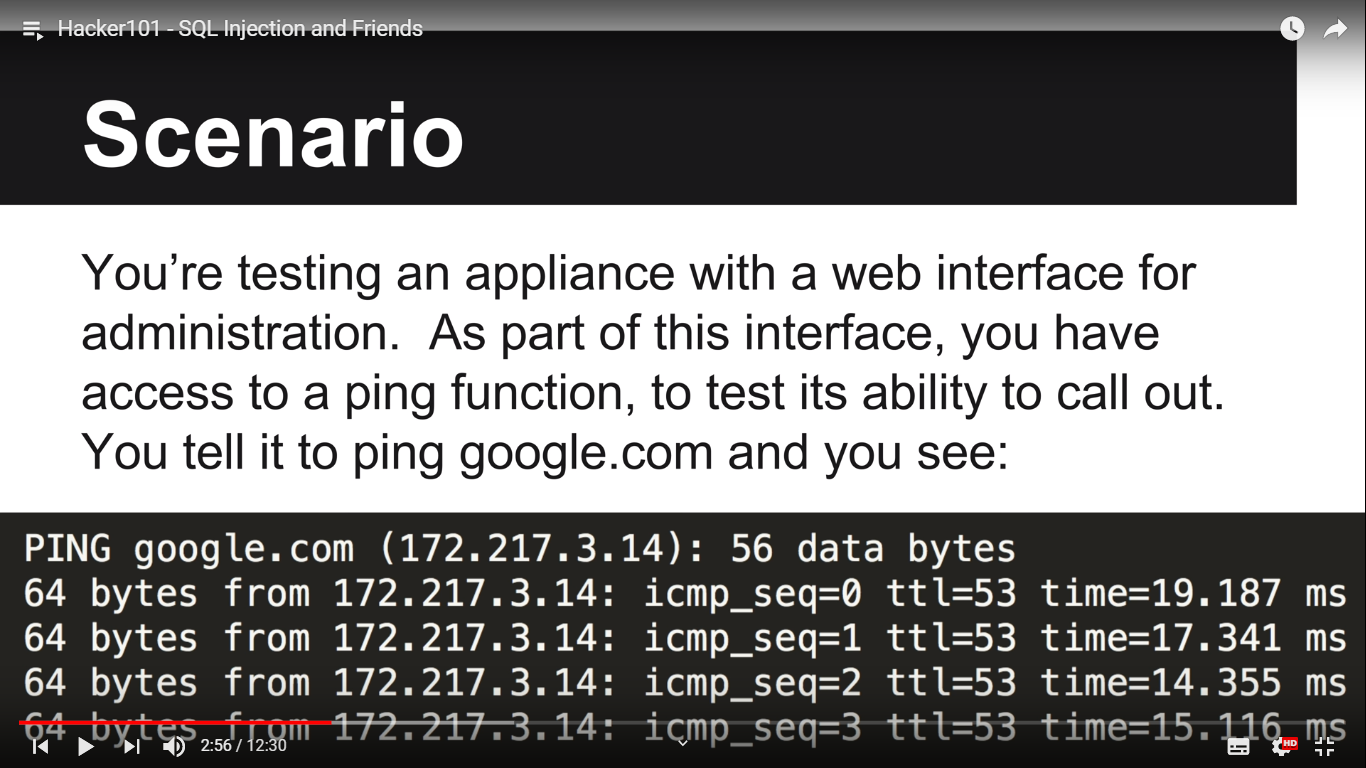 Hacker101 - SQL Injection and Friends
Scenario
You’re testing an appliance with a web interface for
administration.  As part of this interface, you have
access to a ping function, to test its ability to call out.
You tell it to ping google.com and you see:
PING google.com (172.217.3.14): 56 data bytes
64 bytes from 172.217.3.14: icmp_seq=0 ttl=53 time=19.187 ms
64 bytes from 172.217.3.14: icmp_seq=1 ttl=53 time=17.341 ms
64 bytes from 172.217.3.14: icmp_seq=2 ttl=53 time=14.355 ms
64 bytes from 172.217.3.14: icmp_seq=3 ttl=53 time=15.116 ms
2:56 / 12:30
HD